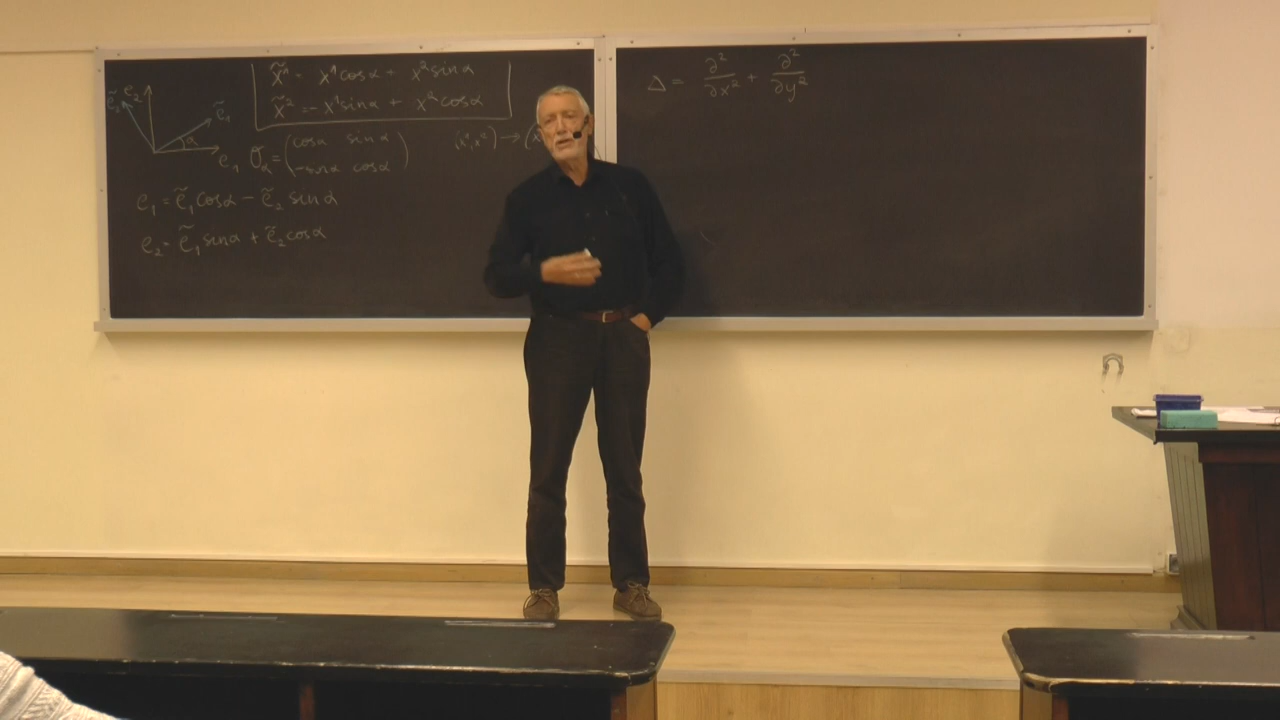 x̃¹ = x¹cosα + x²sinα
x̃² = -x¹sinα + x²cosα
ẽ₂ e₂ ẽ₁
α
e₁ O_α = (cosα sinα
-sinα cosα)
(x¹,x²) → (x
e₁ = ẽ₁cosα - ẽ₂ sinα
e₂ = ẽ₁sinα + ẽ₂cosα
Δ = ∂²/∂x² + ∂²/∂y²